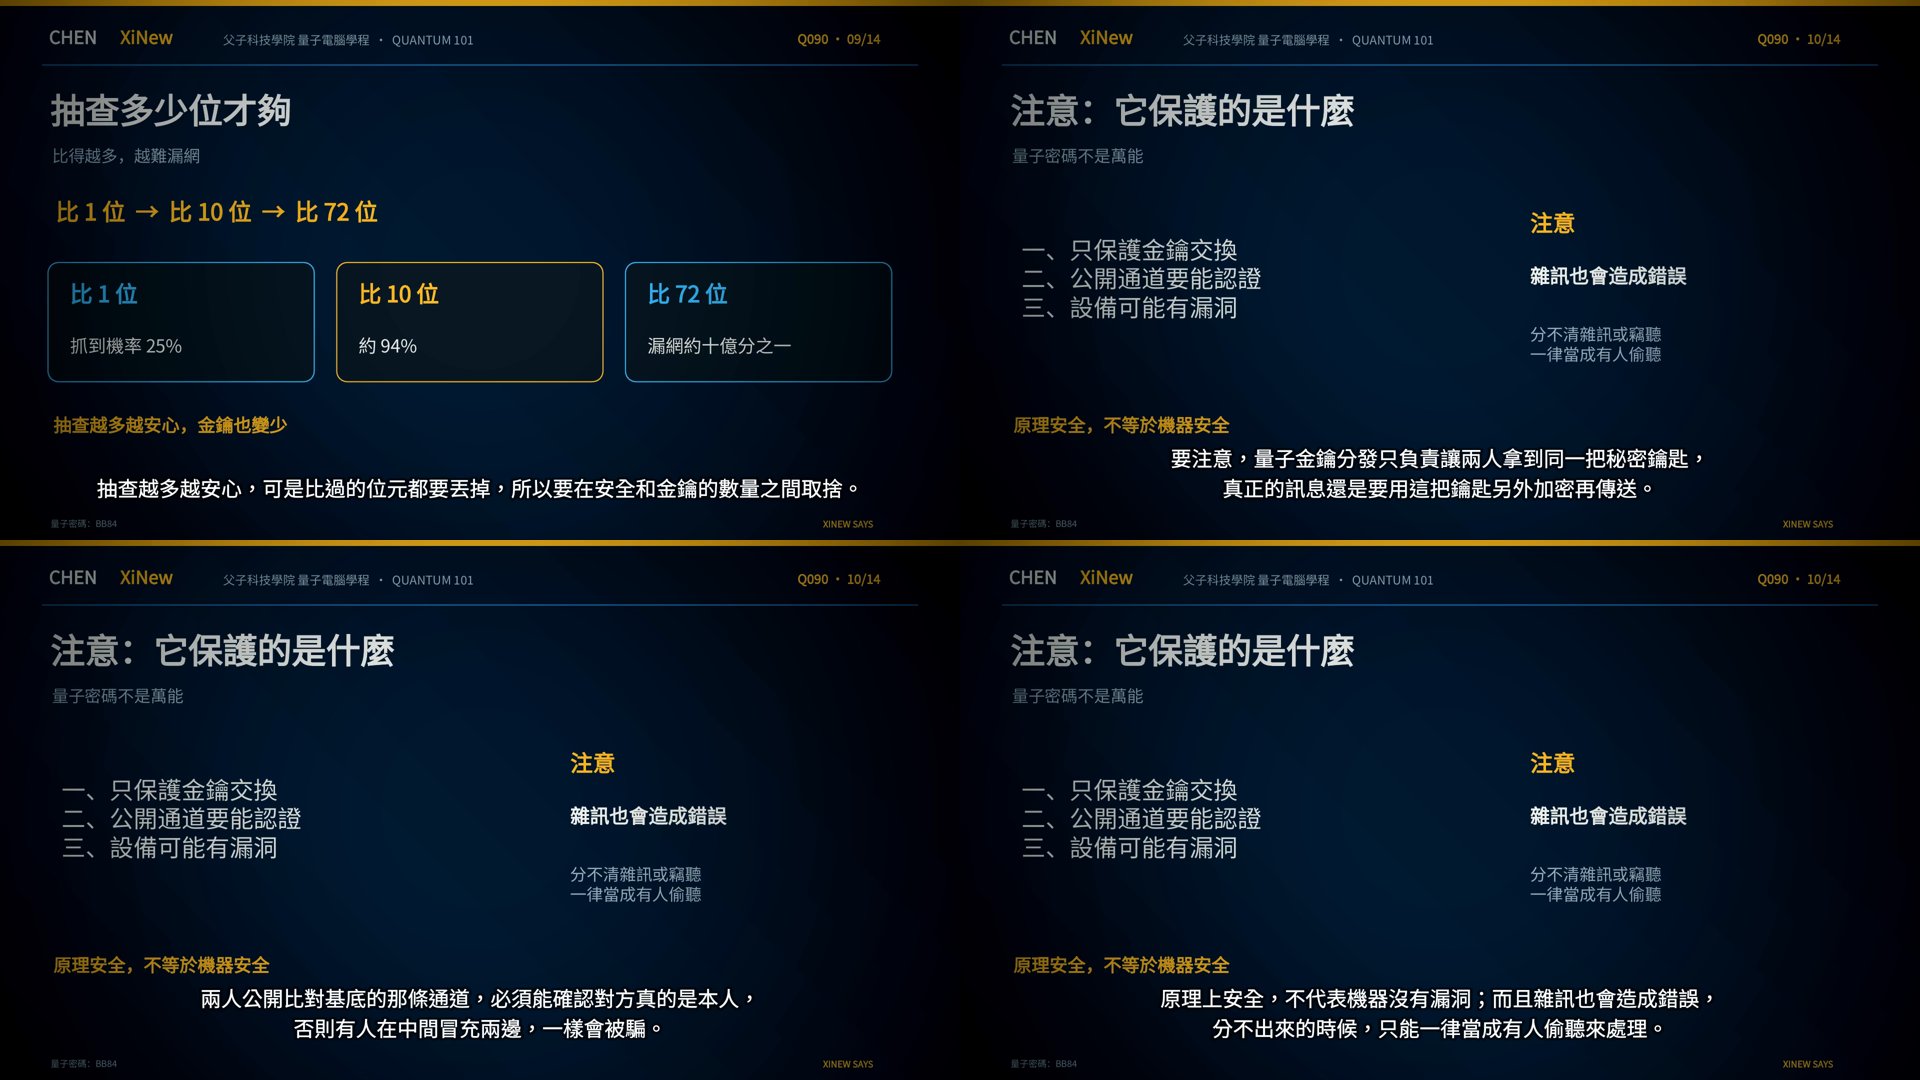 CHEN XiNew 父子科技學院 量子電腦學程 · QUANTUM 101 Q090 · 09/14
抽查多少位才夠
比得越多，越難漏網
比 1 位 → 比 10 位 → 比 72 位
比 1 位
抓到機率 25%
比 10 位
約 94%
比 72 位
漏網約十億分之一
抽查越多越安心，金鑰也變少
抽查越多越安心，可是比過的位元都要丟掉，所以要在安全和金鑰的數量之間取捨。
量子密碼：BB84 XINEW SAYS
CHEN XiNew 父子科技學院 量子電腦學程 · QUANTUM 101 Q090 · 10/14
注意：它保護的是什麼
量子密碼不是萬能
一、只保護金鑰交換
二、公開通道要能認證
三、設備可能有漏洞
注意
雜訊也會造成錯誤
分不清雜訊或竊聽
一律當成有人偷聽
原理安全，不等於機器安全
要注意，量子金鑰分發只負責讓兩人拿到同一把秘密鑰匙，
真正的訊息還是要用這把鑰匙另外加密再傳送。
量子密碼：BB84 XINEW SAYS
CHEN XiNew 父子科技學院 量子電腦學程 · QUANTUM 101 Q090 · 10/14
注意：它保護的是什麼
量子密碼不是萬能
一、只保護金鑰交換
二、公開通道要能認證
三、設備可能有漏洞
注意
雜訊也會造成錯誤
分不清雜訊或竊聽
一律當成有人偷聽
原理安全，不等於機器安全
兩人公開比對基底的那條通道，必須能確認對方真的是本人，
否則有人在中間冒充兩邊，一樣會被騙。
量子密碼：BB84 XINEW SAYS
CHEN XiNew 父子科技學院 量子電腦學程 · QUANTUM 101 Q090 · 10/14
注意：它保護的是什麼
量子密碼不是萬能
一、只保護金鑰交換
二、公開通道要能認證
三、設備可能有漏洞
注意
雜訊也會造成錯誤
分不清雜訊或竊聽
一律當成有人偷聽
原理安全，不等於機器安全
原理上安全，不代表機器沒有漏洞；而且雜訊也會造成錯誤，
分不出來的時候，只能一律當成有人偷聽來處理。
量子密碼：BB84 XINEW SAYS